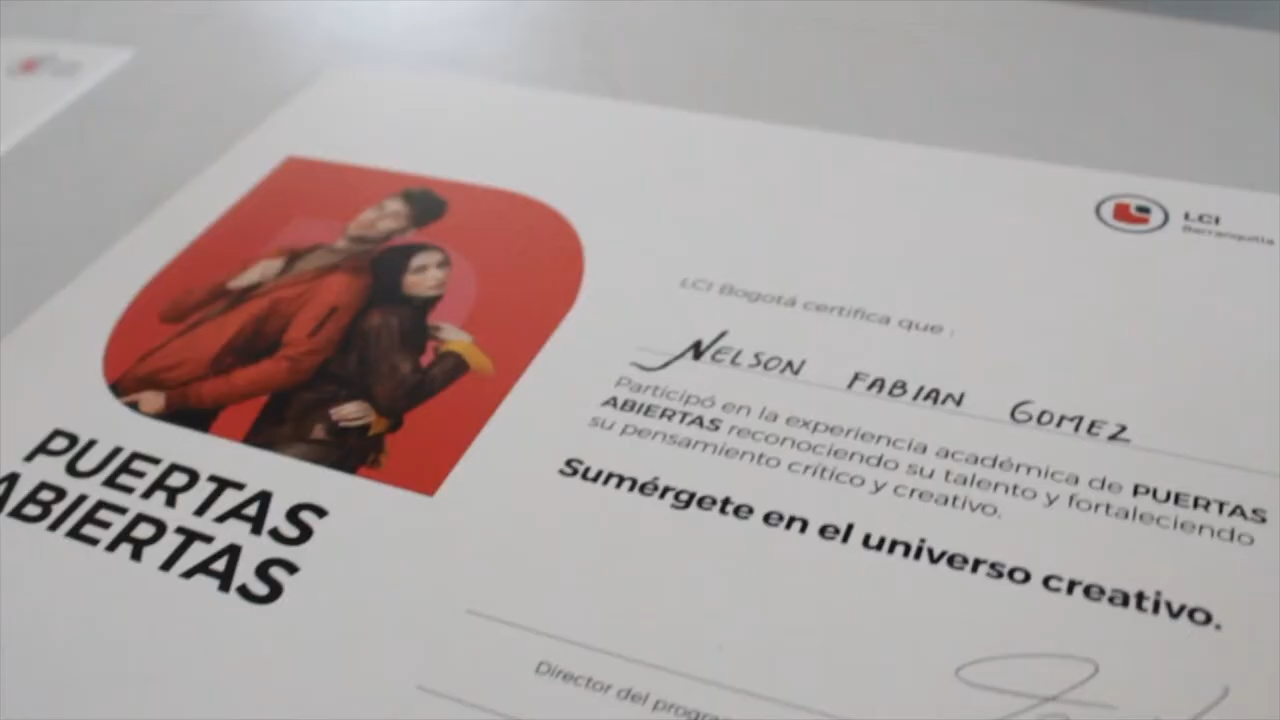 LCI
Barranquilla
LCI Bogotá certifica que :
NELSON FABIAN GOMEZ
Participó en la experiencia académica de PUERTAS
ABIERTAS reconociendo su talento y fortaleciendo
su pensamiento crítico y creativo.
Sumérgete en el universo creativo.
PUERTAS
ABIERTAS
Director del